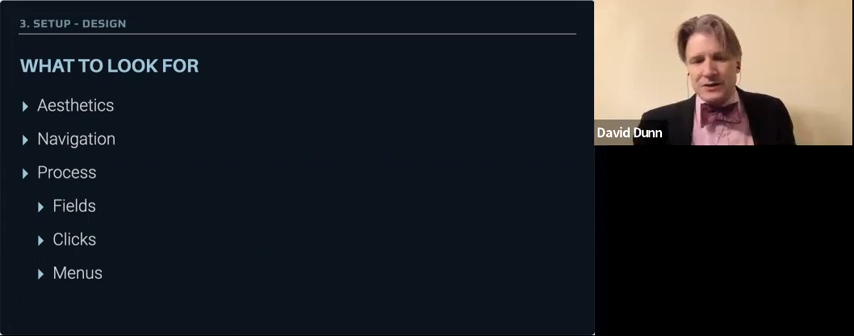 3. SETUP - DESIGN
WHAT TO LOOK FOR
Aesthetics
Navigation
Process
Fields
Clicks
Menus
David Dunn